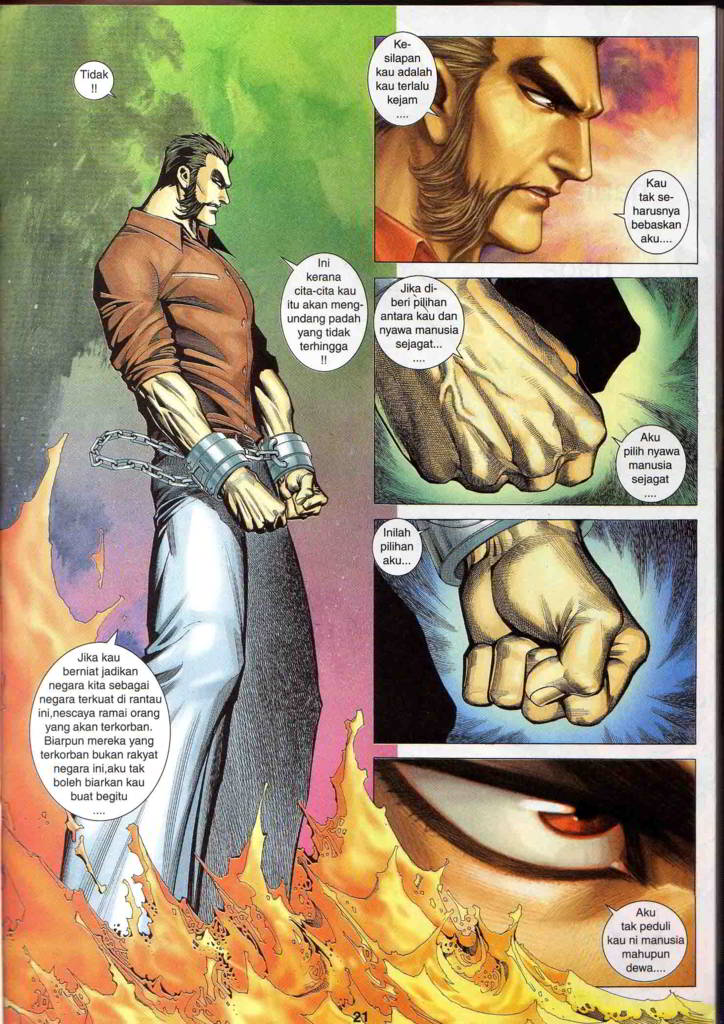 Tidak
!!
Ini
kerana
cita-cita kau
itu akan meng-
undang padah
yang tidak
terhingga
!!
Jika kau
berniat jadikan
negara kita sebagai
negara terkuat di rantau
ini,nescaya ramai orang
yang akan terkorban.
Biarpun mereka yang
terkorban bukan rakyat
negara ini,aku tak
boleh biarkan kau
buat begitu
....
Ke-
silapan
kau adalah
kau terlalu
kejam
....
Kau
tak se-
harusnya
bebaskan
aku....
Jika di-
beri pilihan
antara kau dan
nyawa manusia
sejagat...
....
Aku
pilih nyawa
manusia
sejagat
....
Inilah
pilihan
aku...
Aku
tak peduli
kau ni manusia
mahupun
dewa....
21